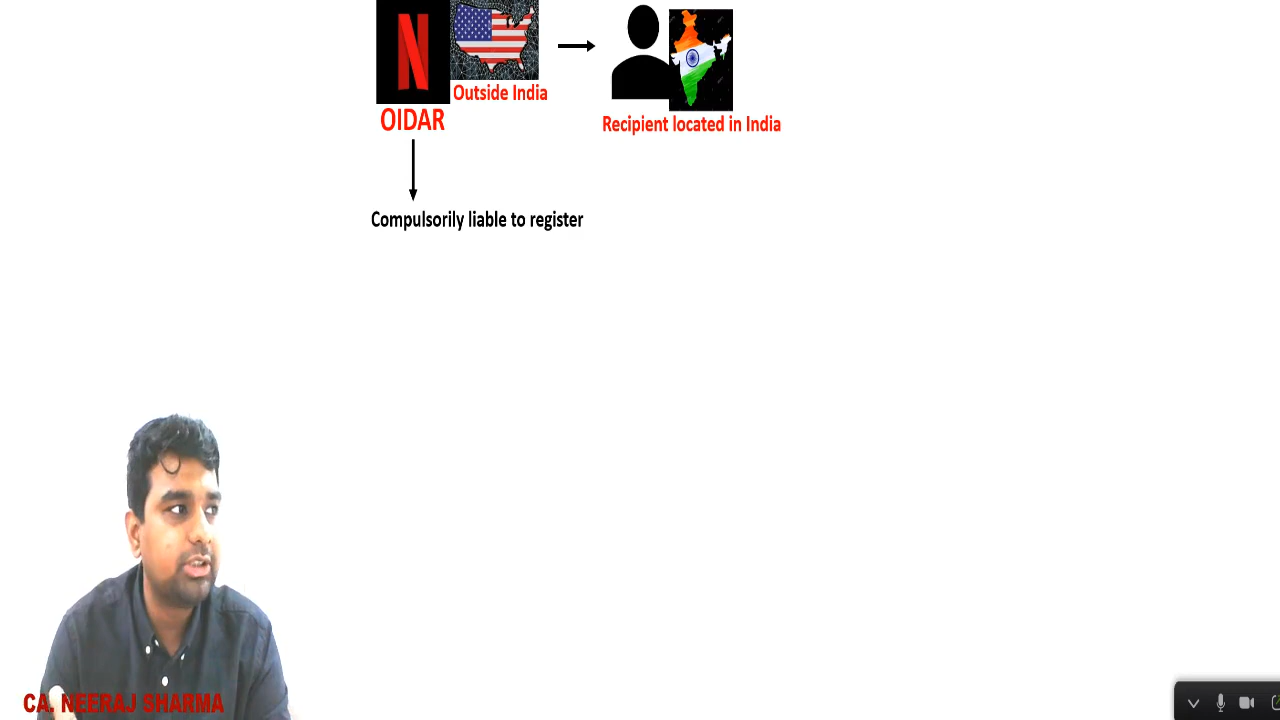 N
Outside India
OIDAR
Recipient located in India
Compulsorily liable to register
CA. NEERAJ SHARMA